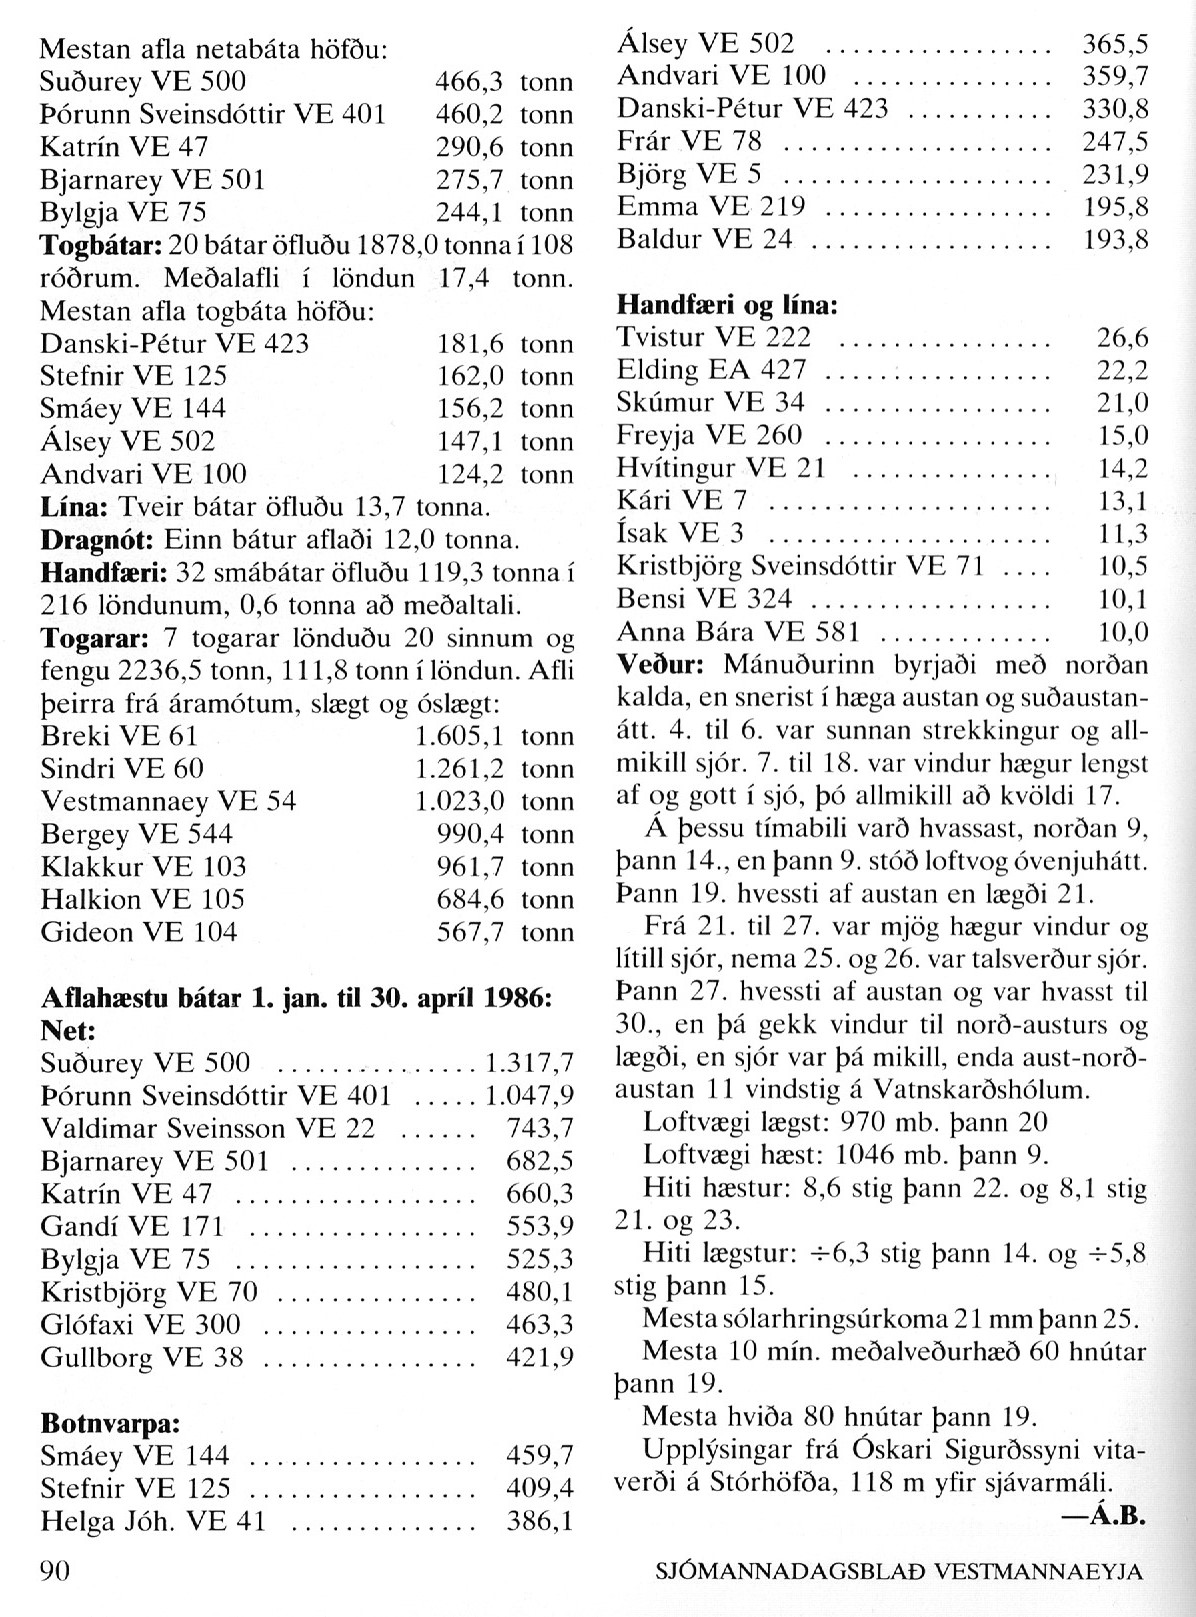 Mestan afla netabáta höfðu:
Suðurey VE 500 466,3 tonn
Þórunn Sveinsdóttir VE 401 460,2 tonn
Katrín VE 47 290,6 tonn
Bjarnarey VE 501 275,7 tonn
Bylgja VE 75 244,1 tonn
Togbátar: 20 bátar öfluðu 1878,0 tonna í 108
róðrum. Meðalafli í löndun 17,4 tonn.
Mestan afla togbáta höfðu:
Danski-Pétur VE 423 181,6 tonn
Stefnir VE 125 162,0 tonn
Smáey VE 144 156,2 tonn
Álsey VE 502 147,1 tonn
Andvari VE 100 124,2 tonn
Lína: Tveir bátar öfluðu 13,7 tonna.
Dragnót: Einn bátur aflaði 12,0 tonna.
Handfæri: 32 smábátar öfluðu 119,3 tonna í
216 löndunum, 0,6 tonna að meðaltali.
Togarar: 7 togarar lönduðu 20 sinnum og
fengu 2236,5 tonn, 111,8 tonn í löndun. Afli
þeirra frá áramótum, slægt og óslægt:
Breki VE 61 1.605,1 tonn
Sindri VE 60 1.261,2 tonn
Vestmannaey VE 54 1.023,0 tonn
Bergey VE 544 990,4 tonn
Klakkur VE 103 961,7 tonn
Halkion VE 105 684,6 tonn
Gideon VE 104 567,7 tonn
Aflahæstu bátar 1. jan. til 30. apríl 1986:
Net:
Suðurey VE 500 ............... 1.317,7
Þórunn Sveinsdóttir VE 401 ..... 1.047,9
Valdimar Sveinsson VE 22 ...... 743,7
Bjarnarey VE 501 .............. 682,5
Katrín VE 47 .................. 660,3
Gandí VE 171 ................. 553,9
Bylgja VE 75 .................. 525,3
Kristbjörg VE 70 ............... 480,1
Glófaxi VE 300 ................ 463,3
Gullborg VE 38 ................ 421,9
Botnvarpa:
Smáey VE 144 ................. 459,7
Stefnir VE 125 ................. 409,4
Helga Jóh. VE 41 .............. 386,1
90
Álsey VE 502 ................. 365,5
Andvari VE 100 ............... 359,7
Danski-Pétur VE 423 ........... 330,8
Frár VE 78 .................... 247,5
Björg VE 5 .................... 231,9
Emma VE 219 ................. 195,8
Baldur VE 24 .................. 193,8
Handfæri og lína:
Tvistur VE 222 ................ 26,6
Elding EA 427 ................. 22,2
Skúmur VE 34 ................. 21,0
Freyja VE 260 ................. 15,0
Hvítingur VE 21 ............... 14,2
Kári VE 7 ..................... 13,1
Ísak VE 3 ..................... 11,3
Kristbjörg Sveinsdóttir VE 71 .... 10,5
Bensi VE 324 .................. 10,1
Anna Bára VE 581 ............. 10,0
Veður: Mánuðurinn byrjaði með norðan
kalda, en snerist í hæga austan og suðaustan-
átt. 4. til 6. var sunnan strekkingur og all-
mikill sjór. 7. til 18. var vindur hægur lengst
af og gott í sjó, þó allmikill að kvöldi 17.
Á þessu tímabili varð hvassast, norðan 9,
þann 14., en þann 9. stóð loftvog óvenjuhátt.
Þann 19. hvessti af austan en lægði 21.
Frá 21. til 27. var mjög hægur vindur og
lítill sjór, nema 25. og 26. var talsverður sjór.
Þann 27. hvessti af austan og var hvasst til
30., en þá gekk vindur til norð-austurs og
lægði, en sjór var þá mikill, enda aust-norð-
austan 11 vindstig á Vatnskarðshólum.
Loftvægi lægst: 970 mb. þann 20
Loftvægi hæst: 1046 mb. þann 9.
Hiti hæstur: 8,6 stig þann 22. og 8,1 stig
21. og 23.
Hiti lægstur: ÷6,3 stig þann 14. og ÷5,8
stig þann 15.
Mesta sólarhringsúrkoma 21 mm þann 25.
Mesta 10 mín. meðalveðurhæð 60 hnútar
þann 19.
Mesta hviða 80 hnútar þann 19.
Upplýsingar frá Óskari Sigurðssyni vita-
verði á Stórhöfða, 118 m yfir sjávarmáli.
—Á.B.
SJÓMANNADAGSBLAÐ VESTMANNAEYJA